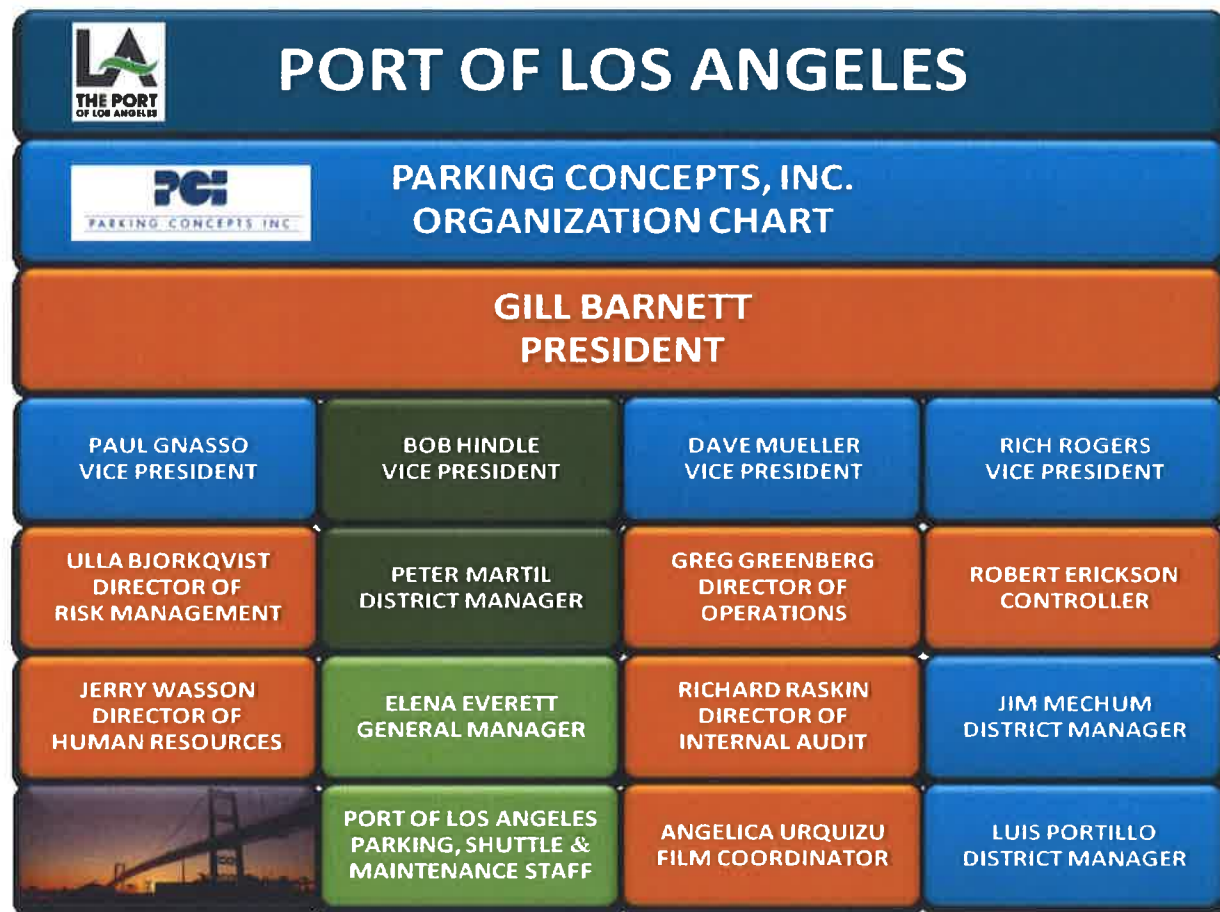 LA
THE PORT
OF LOS ANGELES
PORT OF LOS ANGELES
PCI
PARKING CONCEPTS INC
PARKING CONCEPTS, INC.
ORGANIZATION CHART
GILL BARNETT
PRESIDENT
PAUL GNASSO
VICE PRESIDENT
BOB HINDLE
VICE PRESIDENT
DAVE MUELLER
VICE PRESIDENT
RICH ROGERS
VICE PRESIDENT
ULLA BJORKQVIST
DIRECTOR OF
RISK MANAGEMENT
PETER MARTIL
DISTRICT MANAGER
GREG GREENBERG
DIRECTOR OF
OPERATIONS
ROBERT ERICKSON
CONTROLLER
JERRY WASSON
DIRECTOR OF
HUMAN RESOURCES
ELENA EVERETT
GENERAL MANAGER
RICHARD RASKIN
DIRECTOR OF
INTERNAL AUDIT
JIM MECHUM
DISTRICT MANAGER
PORT OF LOS ANGELES
PARKING, SHUTTLE &
MAINTENANCE STAFF
ANGELICA URQUIZU
FILM COORDINATOR
LUIS PORTILLO
DISTRICT MANAGER